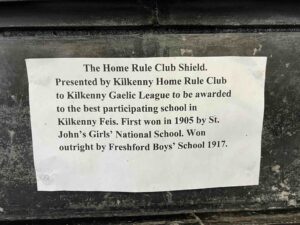 The Home Rule Club Shield.
Presented by Kilkenny Home Rule Club
to Kilkenny Gaelic League to be awarded
to the best participating school in
Kilkenny Feis. First won in 1905 by St.
John's Girls' National School. Won
outright by Freshford Boys' School 1917.